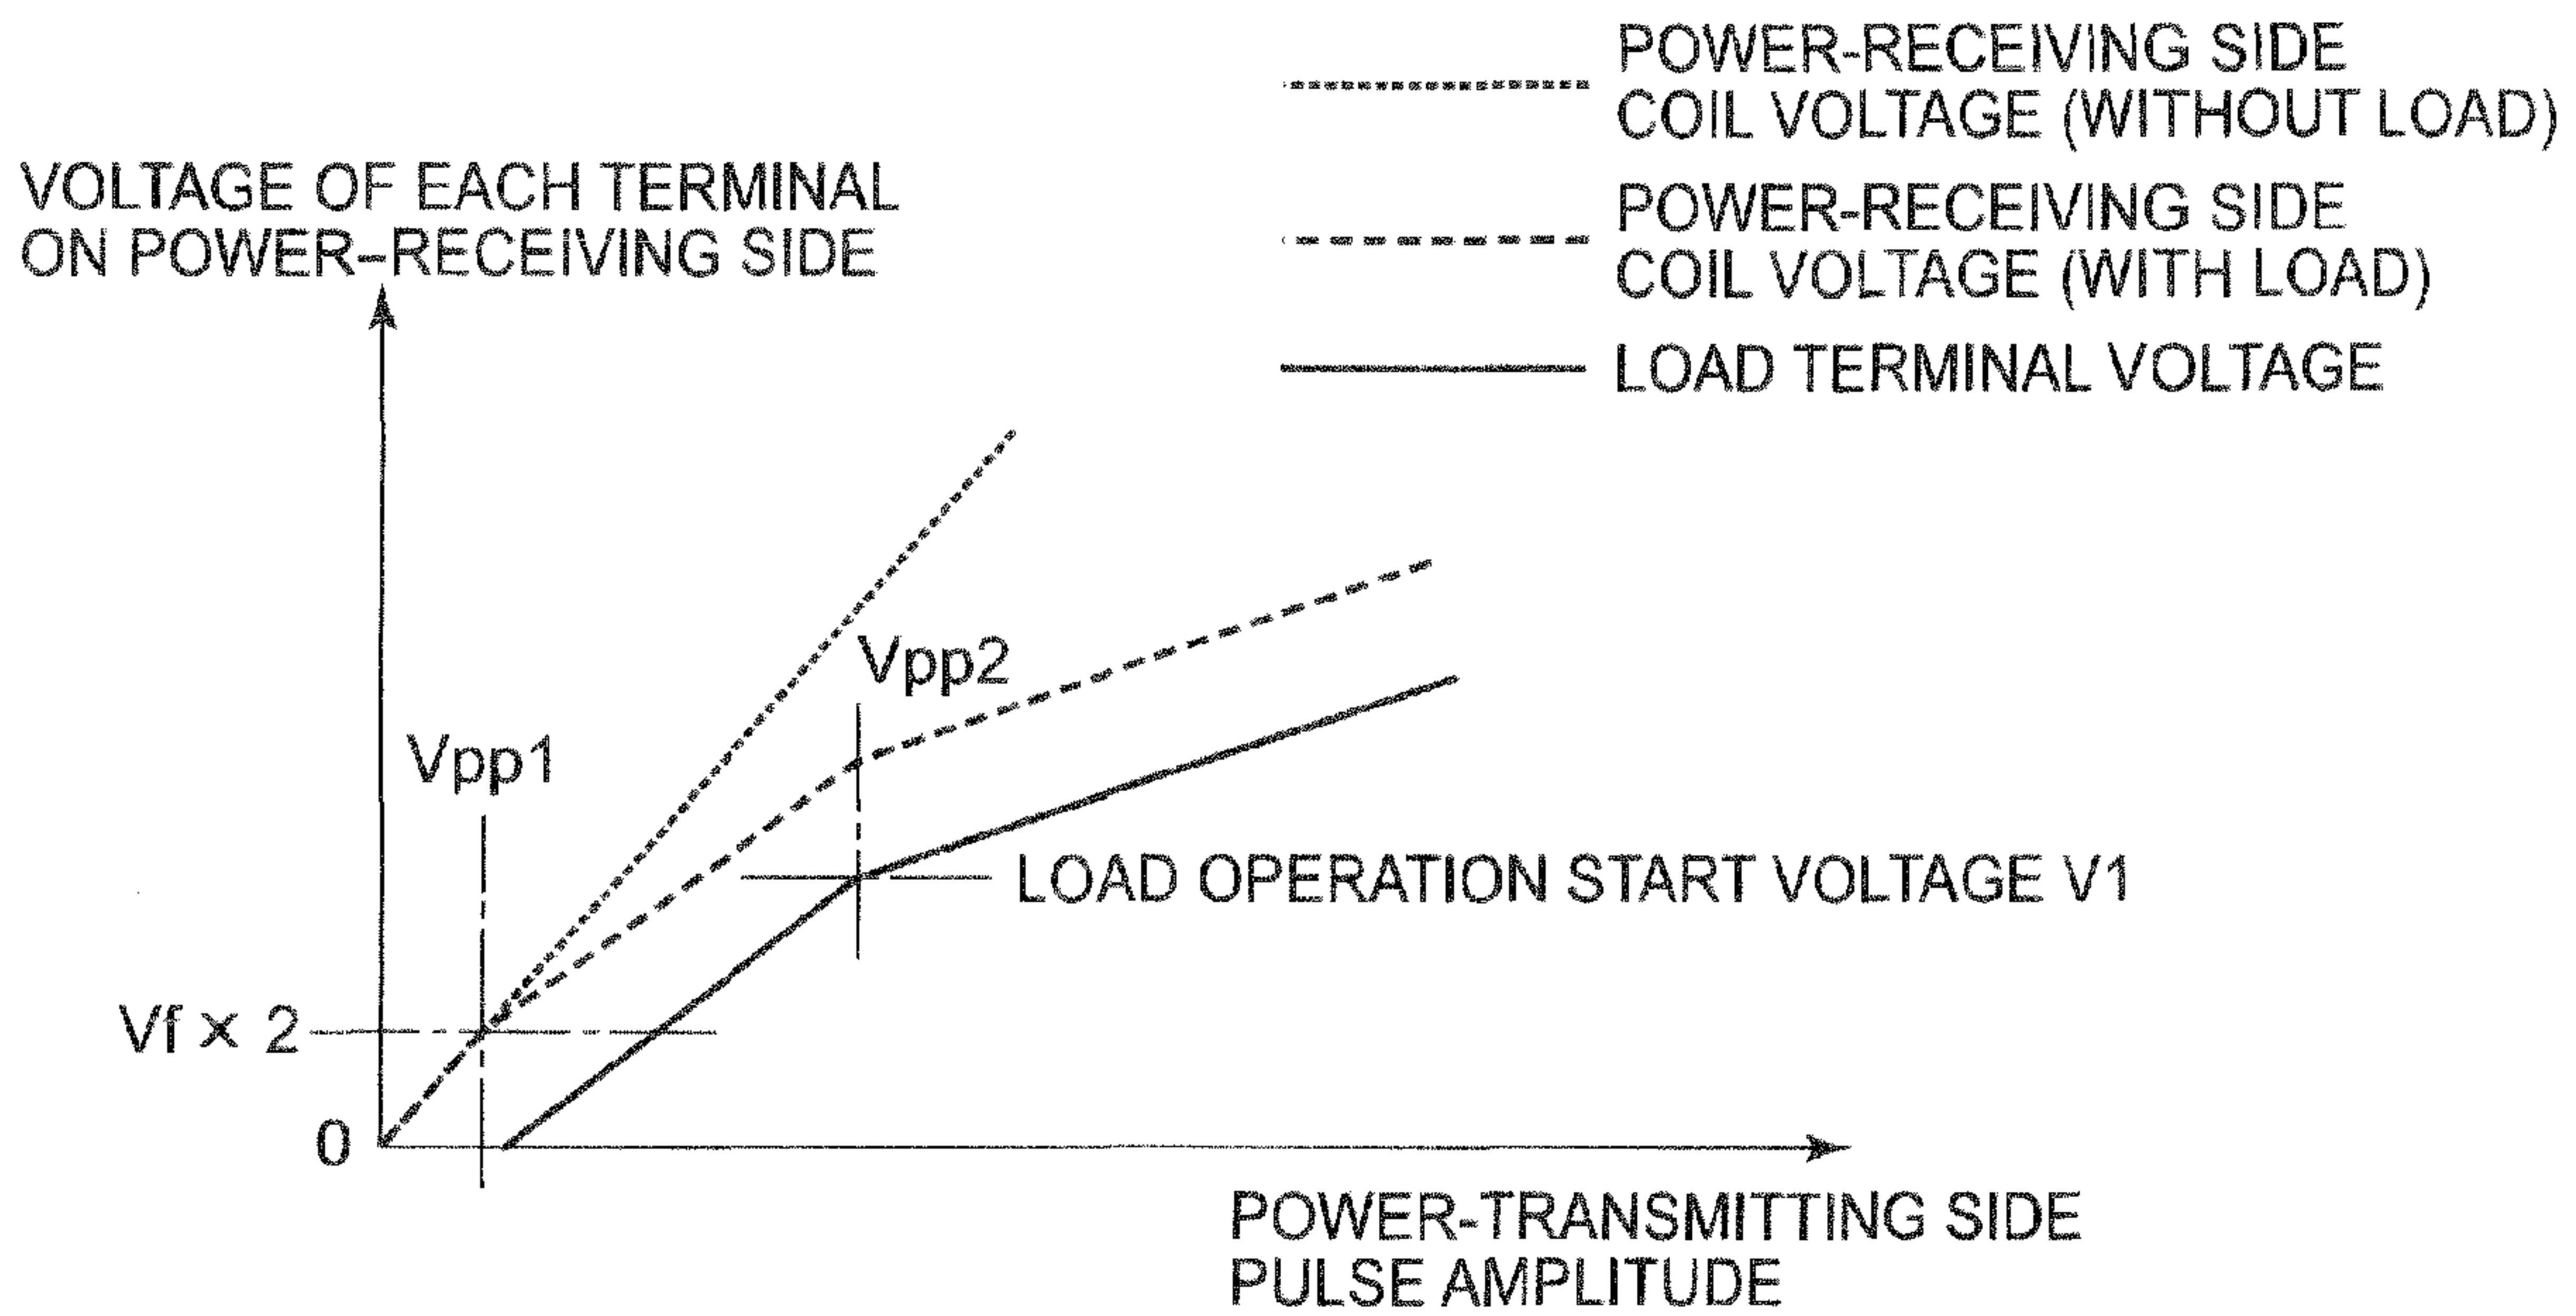 POWER-RECEIVING SIDE
COIL VOLTAGE (WITHOUT LOAD)
POWER-RECEIVING SIDE
COIL VOLTAGE (WITH LOAD)
LOAD TERMINAL VOLTAGE
VOLTAGE OF EACH TERMINAL
ON POWER-RECEIVING SIDE
Vpp2
Vpp1
LOAD OPERATION START VOLTAGE V1
Vf × 2
0
POWER-TRANSMITTING SIDE
PULSE AMPLITUDE